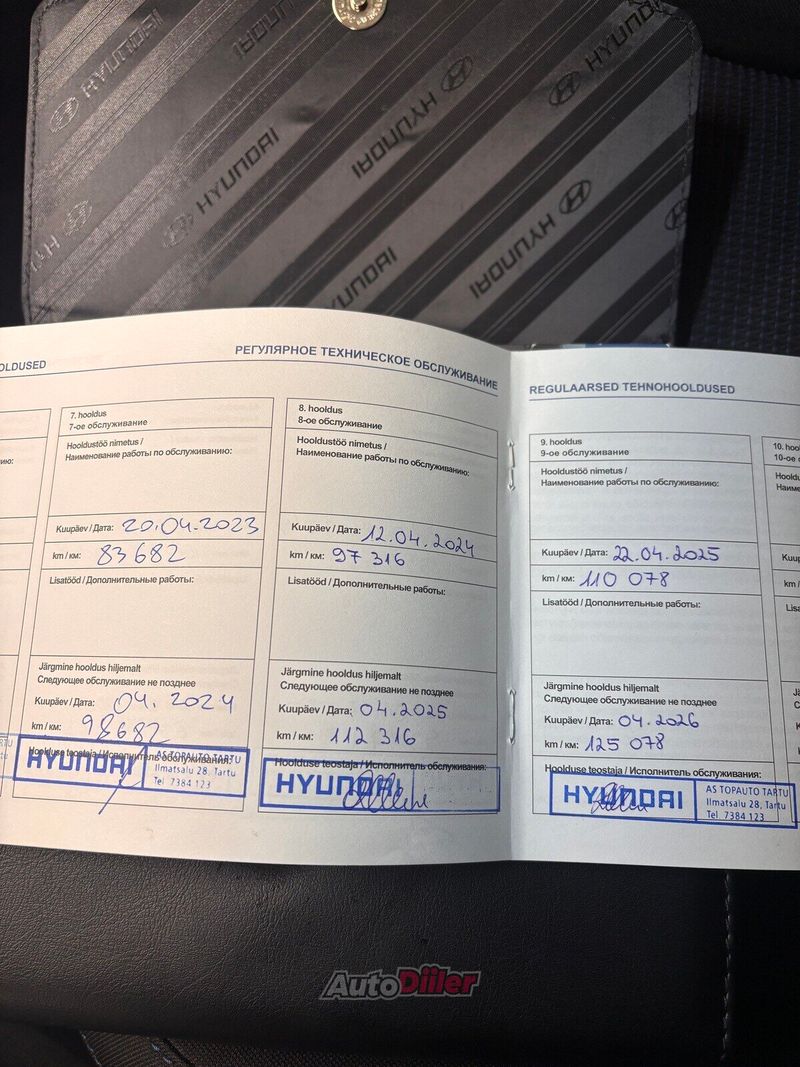 HYUNDAI
HYUNDAI
HYUNDAI
HYUNDAI
HYUNDAI
HYUNDAI
OLDUSED
РЕГУЛЯРНОЕ ТЕХНИЧЕСКОЕ ОБСЛУЖИВАНИЕ
7. hooldus
7-ое обслуживание
Hooldustöö nimetus /
Наименование работы по обслуживанию:
Kuupäev / Дата: 20.04.2023
km / км: 83 682
Lisatööd / Дополнительные работы:
Järgmine hooldus hiljemalt
Следующее обслуживание не позднее
Kuupäev / Дата: 04. 2024
km / км: 98682
Hoolduse teostaja / Исполнитель обслуживания:
HYUNDAI
AS TOPAUTO TARTU
Ilmatsalu 28, Tartu
Tel 7384 123
8. hooldus
8-ое обслуживание
Hooldustöö nimetus /
Наименование работы по обслуживанию:
Kuupäev / Дата: 12.04.2024
km / км: 97 316
Lisatööd / Дополнительные работы:
Järgmine hooldus hiljemalt
Следующее обслуживание не позднее
Kuupäev / Дата: 04.2025
km / км: 112 316
Hoolduse teostaja / Исполнитель обслуживания:
HYUNDAI
REGULAARSED TEHNOHOOLDUSED
9. hooldus
9-ое обслуживание
Hooldustöö nimetus /
Наименование работы по обслуживанию:
Kuupäev / Дата: 22.04.2025
km / км: 110 078
Lisatööd / Дополнительные работы:
Järgmine hooldus hiljemalt
Следующее обслуживание не позднее
Kuupäev / Дата: 04.2026
km / км: 125 078
Hoolduse teostaja / Исполнитель обслуживания:
HYUNDAI
AS TOPAUTO TARTU
Ilmatsalu 28, Tartu
Tel 7384 123
10. hoo
10-ое о
AutoDiiler